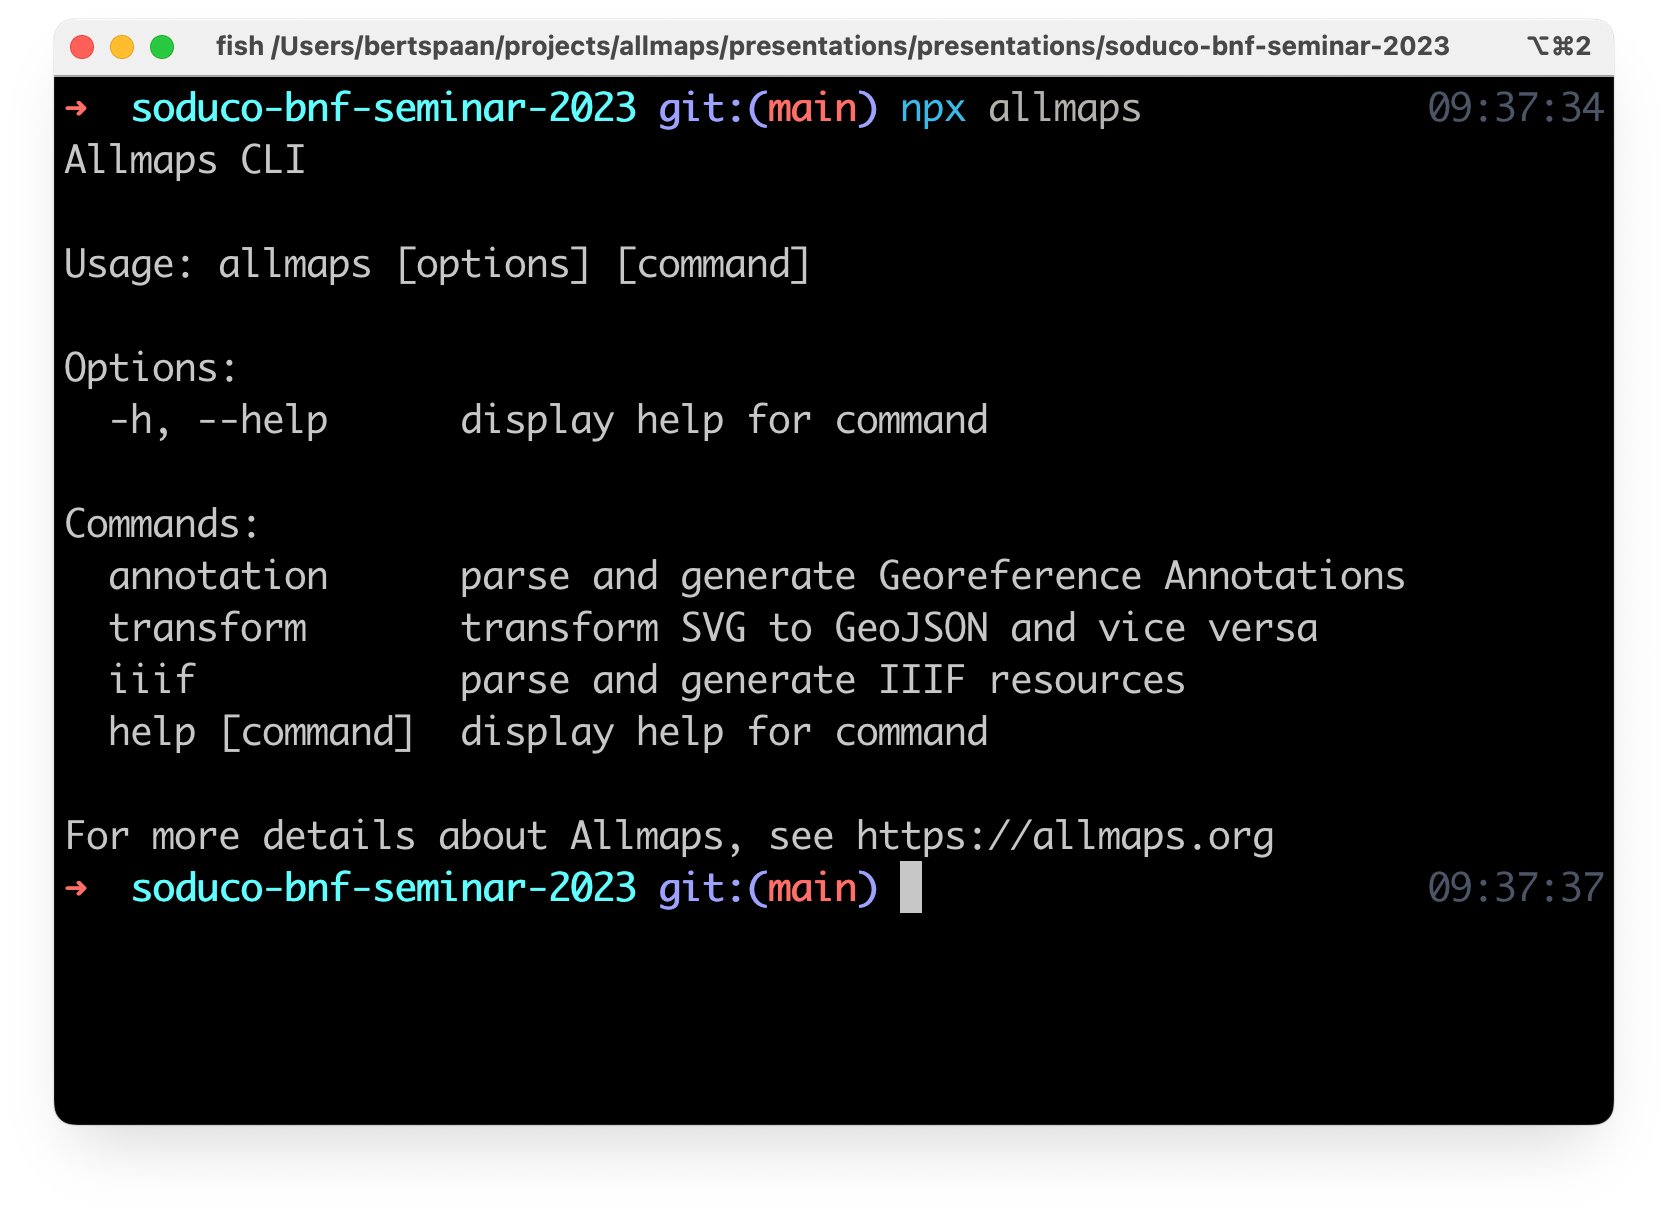 fish /Users/bertspaan/projects/allmaps/presentations/presentations/soduco-bnf-seminar-2023 ⌥⌘2
➜  soduco-bnf-seminar-2023 git:(main) npx allmaps 09:37:34
Allmaps CLI
Usage: allmaps [options] [command]
Options:
  -h, --help      display help for command
Commands:
  annotation      parse and generate Georeference Annotations
  transform       transform SVG to GeoJSON and vice versa
  iiif            parse and generate IIIF resources
  help [command]  display help for command
For more details about Allmaps, see https://allmaps.org
➜  soduco-bnf-seminar-2023 git:(main) 09:37:37